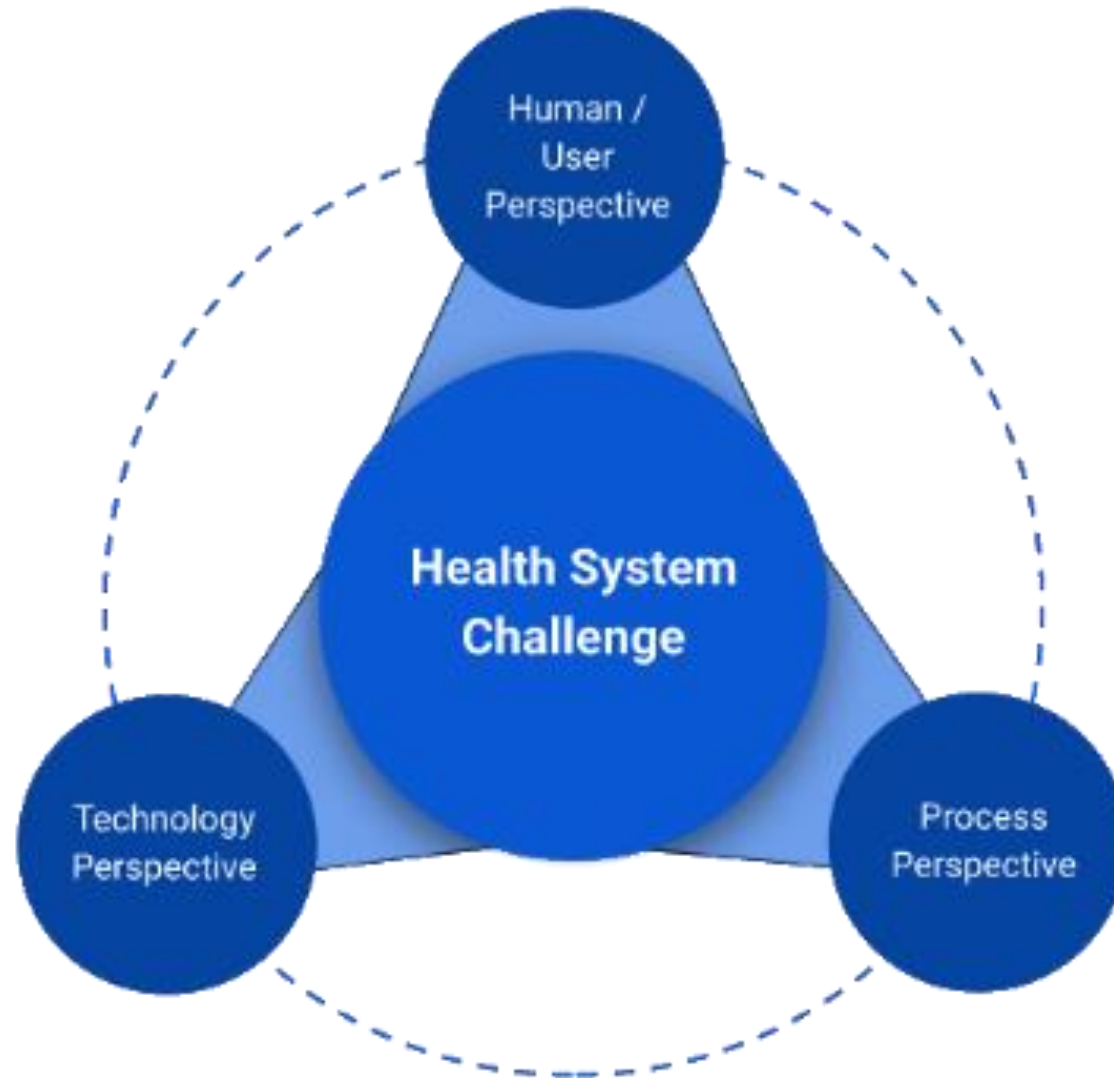 Human /
User
Perspective
Health System
Challenge
Technology
Perspective
Process
Perspective